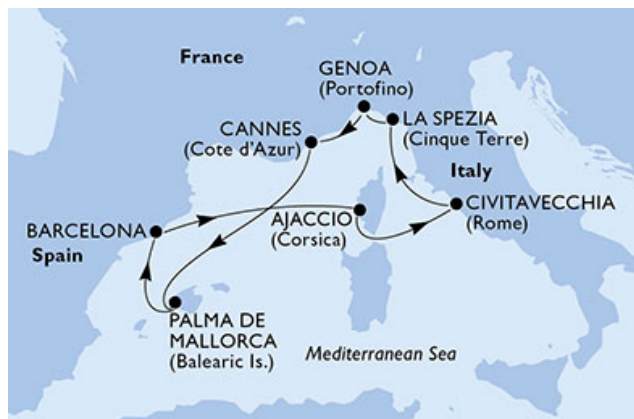 France
GENOA
(Portofino)
LA SPEZIA
(Cinque Terre)
CANNES
(Cote d'Azur)
Italy
CIVITAVECCHIA
(Rome)
AJACCIO
(Corsica)
BARCELONA
Spain
PALMA DE
MALLORCA
(Balearic Is.)
Mediterranean Sea